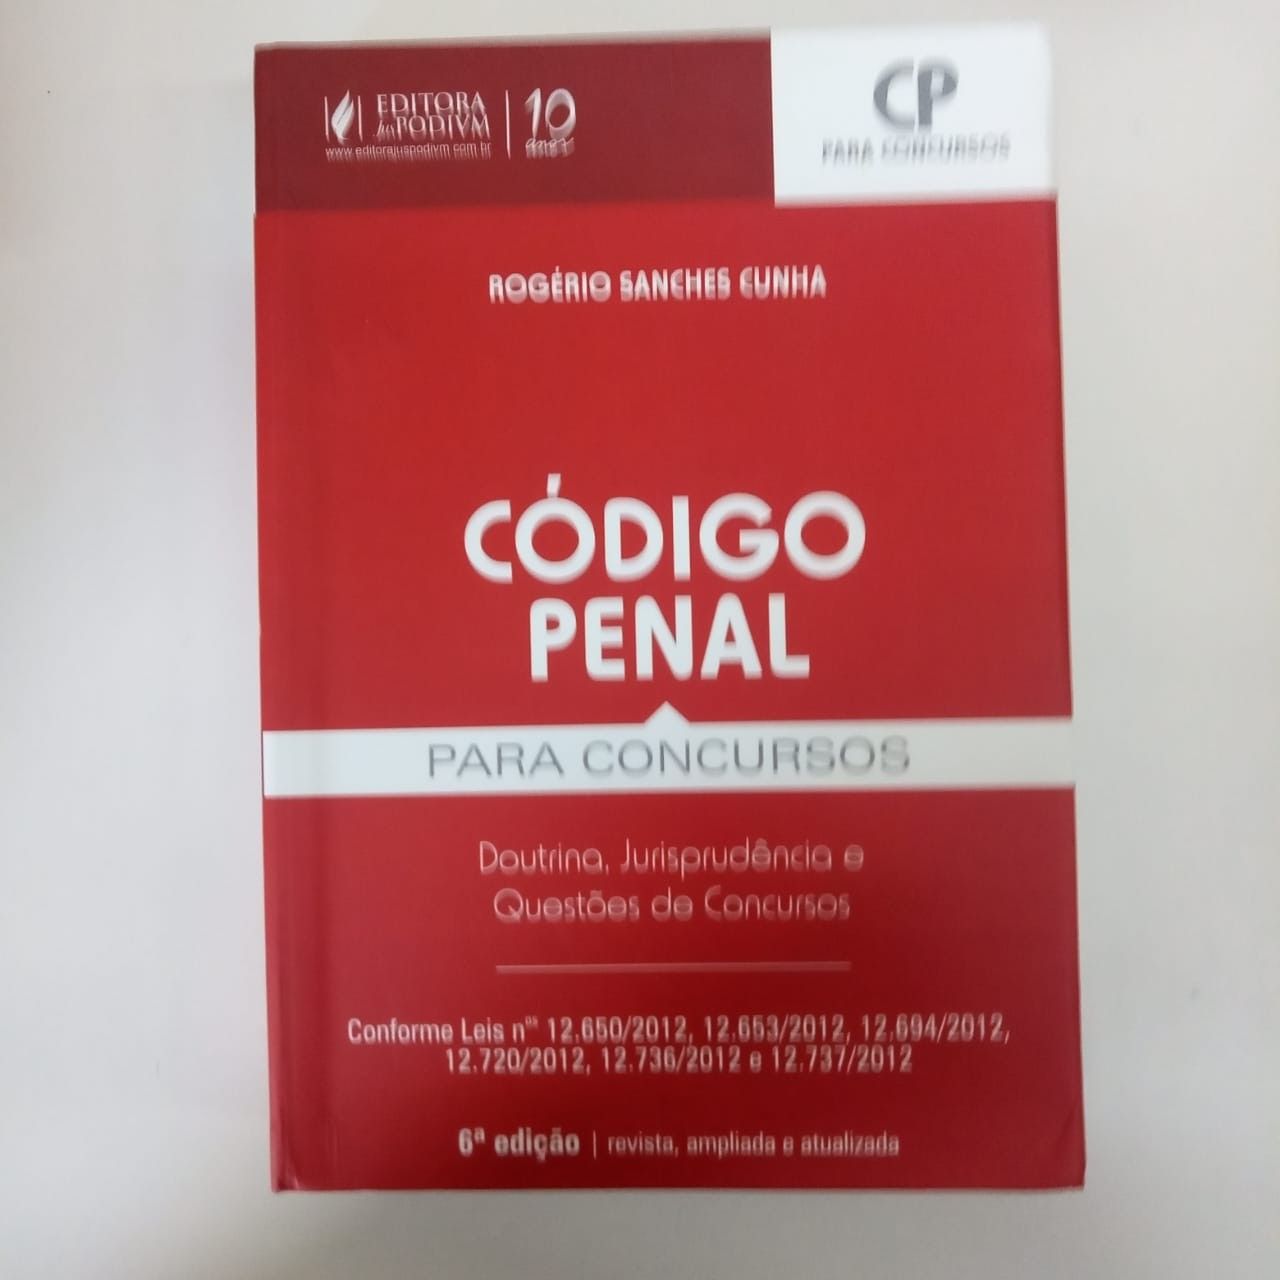 EDITORA
jusPODIVM
www.editorajuspodivm.com.br
10
anos
CP
PARA CONCURSOS
ROGÉRIO SANCHES CUNHA
CÓDIGO
PENAL
PARA CONCURSOS
Doutrina, Jurisprudência e
Questões de Concursos
Conforme Leis nºs 12.650/2012, 12.653/2012, 12.694/2012,
12.720/2012, 12.736/2012 e 12.737/2012
6ª edição | revista, ampliada e atualizada